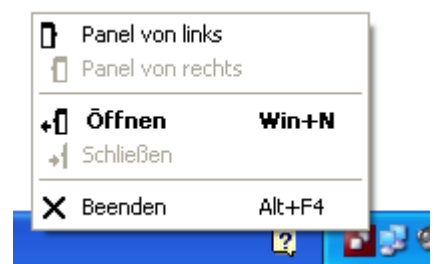 Panel von links
Panel von rechts
Öffnen Win+N
Schließen
Beenden Alt+F4
?